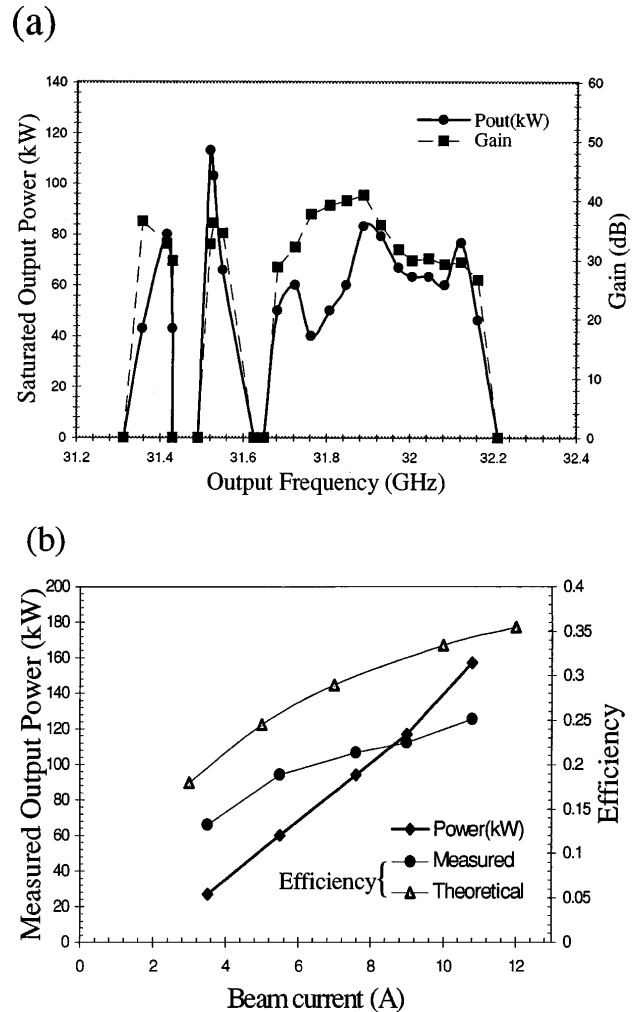 (a)
Saturated Output Power (kW)
140
120
100
80
60
40
20
0
Pout(kW)
Gain
60
50
40
30
20
10
0
Gain (dB)
31.2 31.4 31.6 31.8 32 32.2 32.4
Output Frequency (GHz)
(b)
Measured Output Power (kW)
200
180
160
140
120
100
80
60
40
20
0
Power(kW)
Efficiency
Measured
Theoretical
0.4
0.35
0.3
0.25
0.2
0.15
0.1
0.05
0
Efficiency
0 2 4 6 8 10 12
Beam current (A)